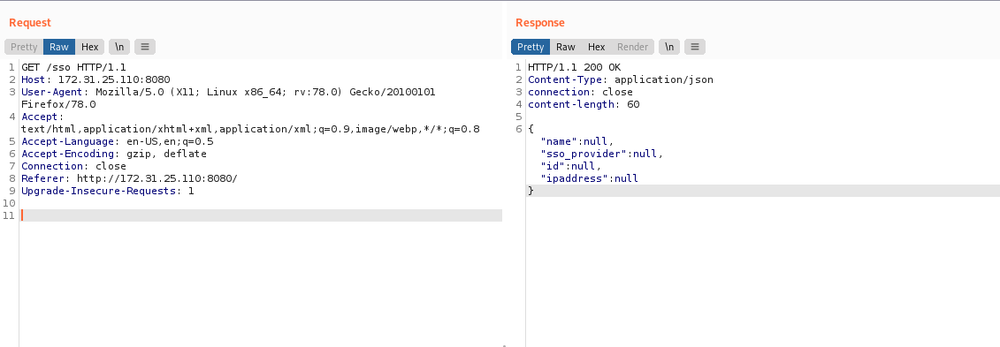 Request
Pretty Raw Hex \n ≡
1 GET /sso HTTP/1.1
2 Host: 172.31.25.110:8080
3 User-Agent: Mozilla/5.0 (X11; Linux x86_64; rv:78.0) Gecko/20100101
Firefox/78.0
4 Accept:
text/html,application/xhtml+xml,application/xml;q=0.9,image/webp,*/*;q=0.8
5 Accept-Language: en-US,en;q=0.5
6 Accept-Encoding: gzip, deflate
7 Connection: close
8 Referer: http://172.31.25.110:8080/
9 Upgrade-Insecure-Requests: 1
10
11
Response
Pretty Raw Hex Render \n ≡
1 HTTP/1.1 200 OK
2 Content-Type: application/json
3 connection: close
4 content-length: 60
5
6 {
"name":null,
"sso_provider":null,
"id":null,
"ipaddress":null
}